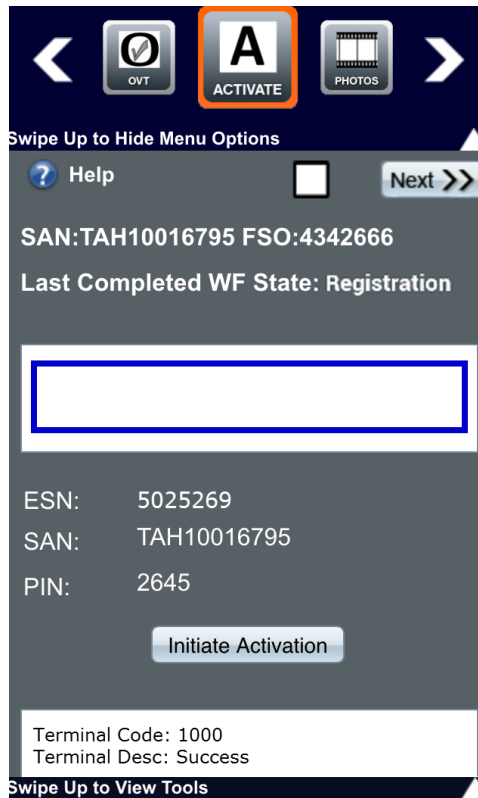 OVT
A
ACTIVATE
PHOTOS
Swipe Up to Hide Menu Options
? Help
Next >>
SAN:TAH10016795 FSO:4342666
Last Completed WF State: Registration
ESN: 5025269
SAN: TAH10016795
PIN: 2645
Initiate Activation
Terminal Code: 1000
Terminal Desc: Success
Swipe Up to View Tools